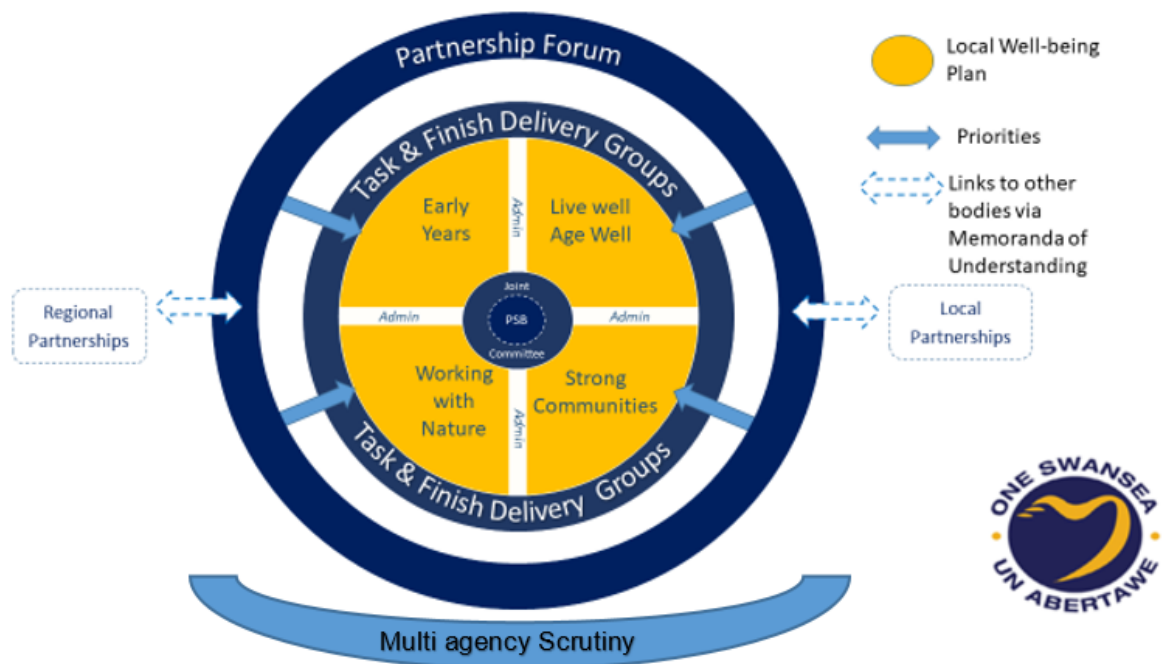 Partnership Forum
Task & Finish Delivery Groups
Early
Years
Admin
Live well
Age Well
Admin
Joint
PSB
Committee
Admin
Working
with
Nature
Admin
Strong
Communities
Task & Finish Delivery Groups
Regional
Partnerships
Local
Partnerships
Multi agency Scrutiny
Local Well-being
Plan
Priorities
Links to other
bodies via
Memoranda of
Understanding
ONE SWANSEA
UN ABERTAWE